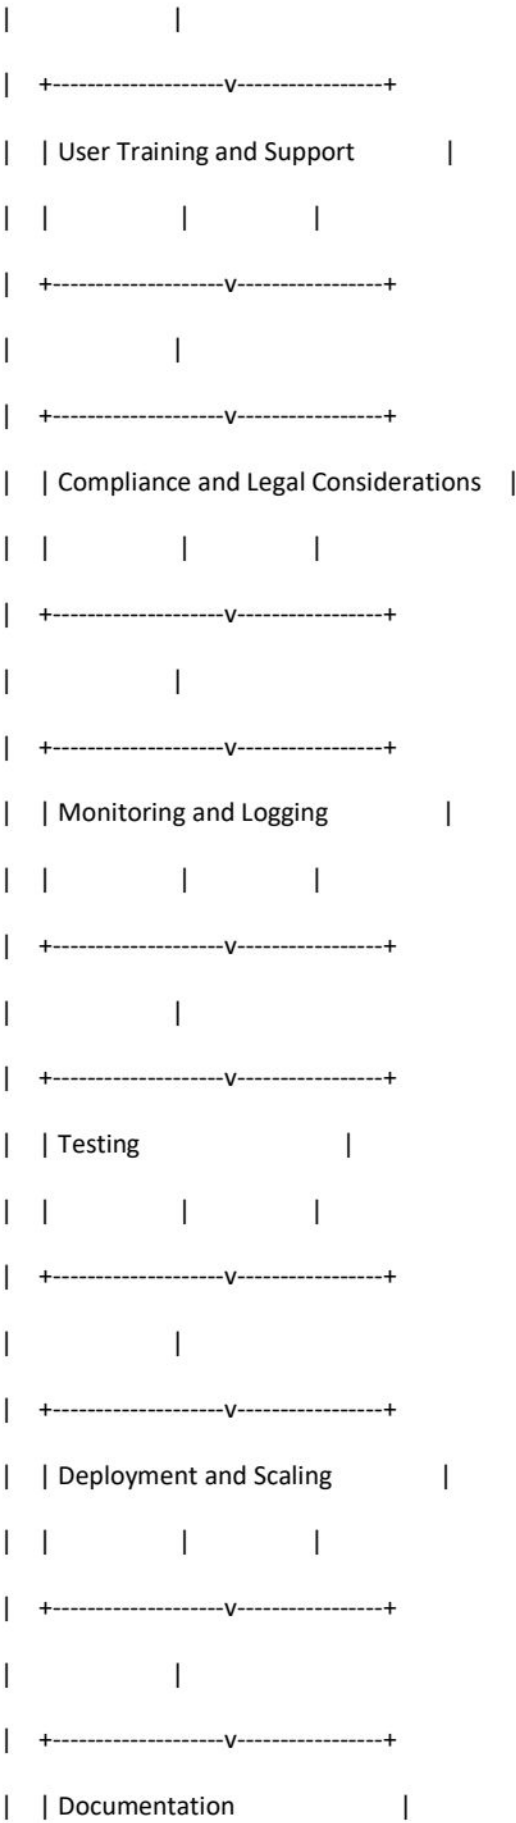 |                    |
|    +--------------------v-----------------+
|    | User Training and Support            |
|    |                |               |
|    +--------------------v-----------------+
|                    |
|    +--------------------v-----------------+
|    | Compliance and Legal Considerations    |
|    |                |               |
|    +--------------------v-----------------+
|                    |
|    +--------------------v-----------------+
|    | Monitoring and Logging               |
|    |                |               |
|    +--------------------v-----------------+
|                    |
|    +--------------------v-----------------+
|    | Testing                          |
|    |                |               |
|    +--------------------v-----------------+
|                    |
|    +--------------------v-----------------+
|    | Deployment and Scaling              |
|    |                |               |
|    +--------------------v-----------------+
|                    |
|    +--------------------v-----------------+
|    | Documentation                     |